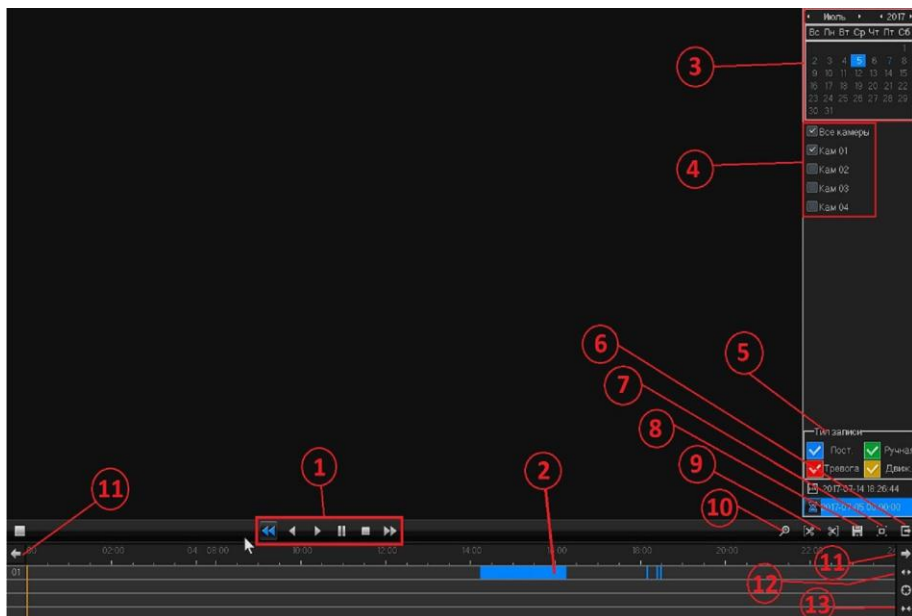 Июль 2017
Вс Пн Вт Ср Чт Пт Сб
1
2 3 4 5 6 7 8
9 10 11 12 13 14 15
16 17 18 19 20 21 22
23 24 25 26 27 28 29
30 31
3
Все камеры
Кам 01
Кам 02
Кам 03
Кам 04
4
6
5
7
8
Тип записи
Пост. Ручная
Тревога Движ.
1
2
9
11
2017-07-14 18:26:44
10
08:00 10:00 12:00 14:00 16:00 18:00 20:00 22:00
11
01
12
13